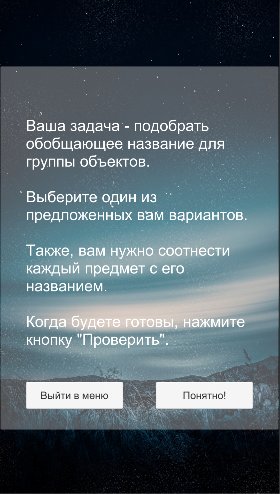 Ваша задача - подобрать
обобщающее название для
группы объектов.
Выберите один из
предложенных вам вариантов.
Также, вам нужно соотнести
каждый предмет с его
названием.
Когда будете готовы, нажмите
кнопку "Проверить".
Выйти в меню
Понятно!